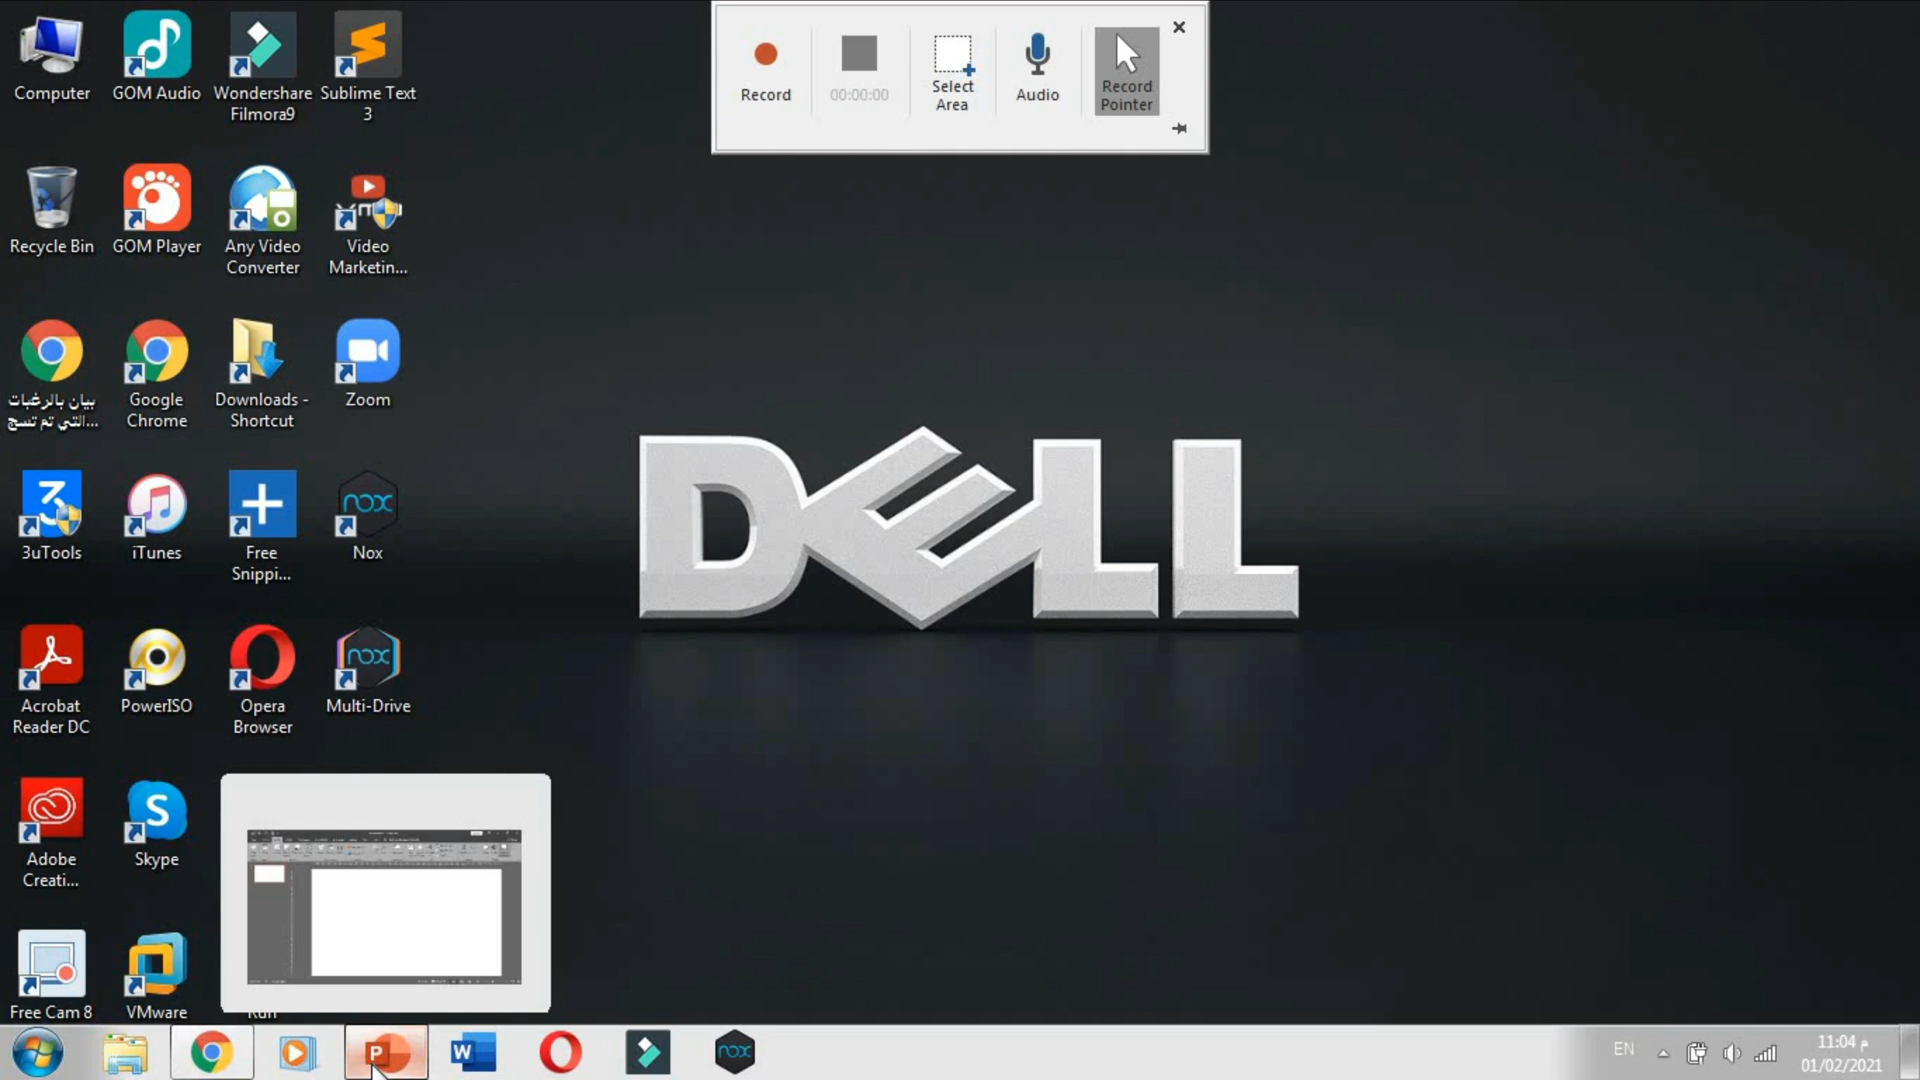 Record
00:00:00
Select
Area
Audio
Record
Pointer
Computer
GOM Audio
Wondershare
Filmora9
Sublime Text
3
Recycle Bin
GOM Player
Any Video
Converter
Video
Marketin...
بيان بالرغبات
التي تم تسج...
Google
Chrome
Downloads -
Shortcut
Zoom
3uTools
iTunes
Free
Snippi...
nox
Nox
Acrobat
Reader DC
PowerISO
Opera
Browser
nox
Multi-Drive
DELL
Adobe
Creati...
Skype
Free Cam 8
VMware
EN
11:04 م
01/02/2021